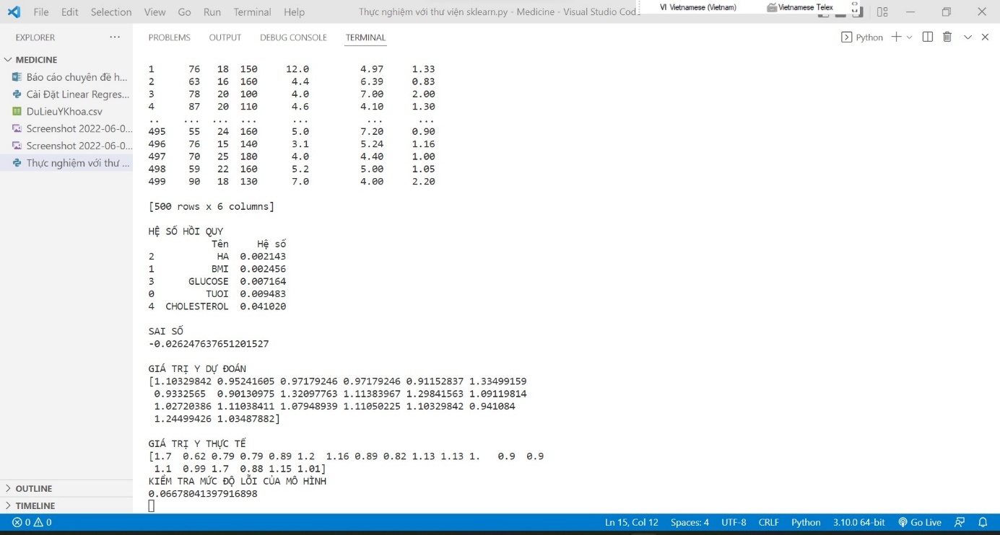 File Edit Selection View Go Run Terminal Help
Thực nghiệm với thư viện sklearn.py - Medicine - Visual Studio Cod
VI Vietnamese (Vietnam) Vietnamese Telex
EXPLORER ...
MEDICINE
Báo cáo chuyên đề h...
Cài Đặt Linear Regres...
DuLieuYKhoa.csv
Screenshot 2022-06-0...
Screenshot 2022-06-0...
Thực nghiệm với thư ...
OUTLINE
TIMELINE
PROBLEMS OUTPUT DEBUG CONSOLE TERMINAL
Python
1 76 18 150 12.0 4.97 1.33
2 63 16 160 4.4 6.39 0.83
3 78 20 100 4.0 7.00 2.00
4 87 20 110 4.6 4.10 1.30
.. ... ... ... ... ... ...
495 55 24 160 5.0 7.20 0.90
496 76 15 140 3.1 5.24 1.16
497 70 25 180 4.0 4.40 1.00
498 59 22 160 5.2 5.00 1.05
499 90 18 130 7.0 4.00 2.20
[500 rows x 6 columns]
HỆ SỐ HỒI QUY
Tên Hệ số
2 HA 0.002143
1 BMI 0.002456
3 GLUCOSE 0.007164
0 TUOI 0.009483
4 CHOLESTEROL 0.041020
SAI SỐ
-0.026247637651201527
GIÁ TRỊ Y DỰ ĐOÁN
[1.10329842 0.95241605 0.97179246 0.97179246 0.91152837 1.33499159
0.9332565 0.90130975 1.32097763 1.11383967 1.29841563 1.09119814
1.02720386 1.11038411 1.07948939 1.11050225 1.10329842 0.941084
1.24499426 1.03487882]
GIÁ TRỊ Y THỰC TẾ
[1.7 0.62 0.79 0.79 0.89 1.2 1.16 0.89 0.82 1.13 1.13 1. 0.9 0.9
1.1 0.99 1.7 0.88 1.15 1.01]
KIỂM TRA MỨC ĐỘ LỖI CỦA MÔ HÌNH
0.06678041397916898
0 0
Ln 15, Col 12 Spaces: 4 UTF-8 CRLF Python 3.10.0 64-bit Go Live